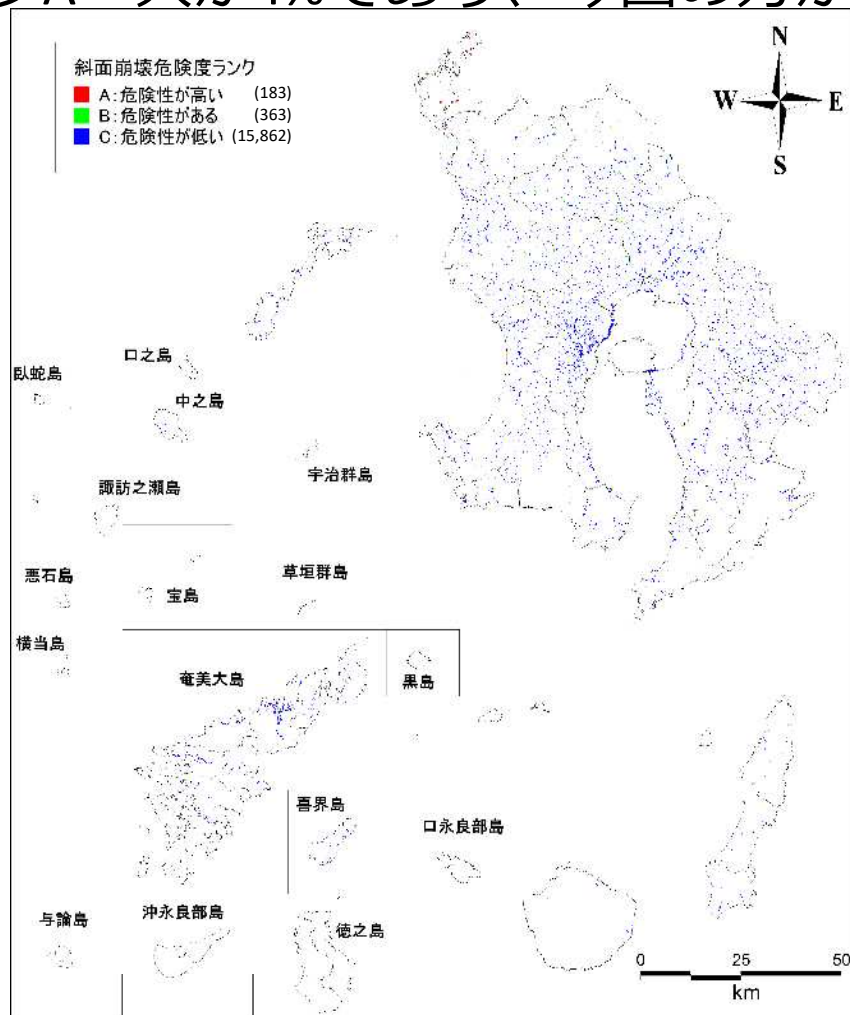 斜面崩壊危険度ランク
A:危険性が高い (183)
B:危険性がある (363)
C:危険性が低い (15,862)
N
W E
S
口之島
臥蛇島
中之島
宇治群島
諏訪之瀬島
悪石島
宝島
草垣群島
横当島
奄美大島
黒島
喜界島
口永良部島
与論島
沖永良部島
徳之島
0 25 50
km